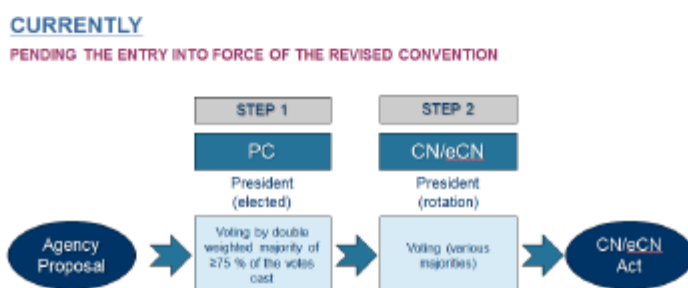 CURRENTLY
PENDING THE ENTRY INTO FORCE OF THE REVISED CONVENTION
STEP 1
STEP 2
PC
CN/eCN
President
(elected)
President
(rotation)
Agency
Proposal
Voting by double
weighted majority of
≥75 % of the votes
cast
Voting (various
majorities)
CN/eCN
Act